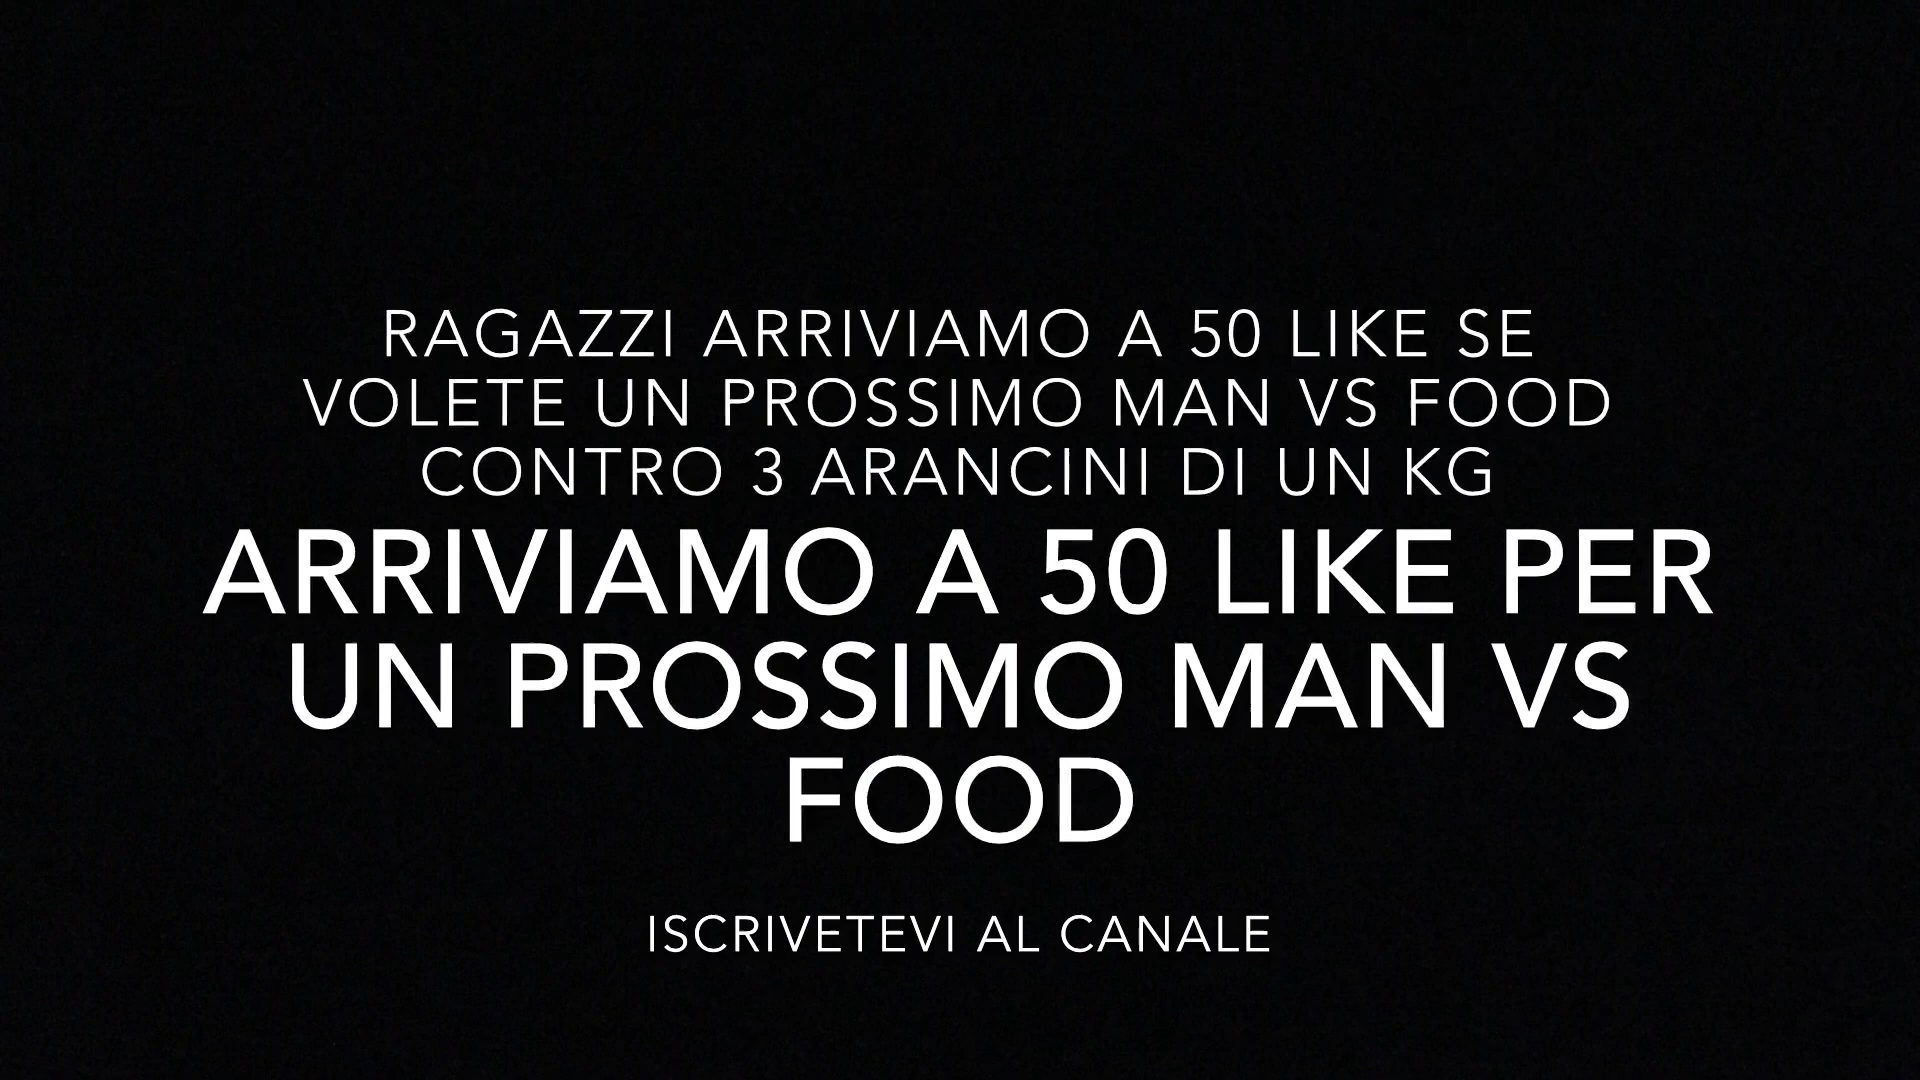 RAGAZZI ARRIVIAMO A 50 LIKE SE
VOLETE UN PROSSIMO MAN VS FOOD
CONTRO 3 ARANCINI DI UN KG
ARRIVIAMO A 50 LIKE PER
UN PROSSIMO MAN VS
FOOD
ISCRIVETEVI AL CANALE